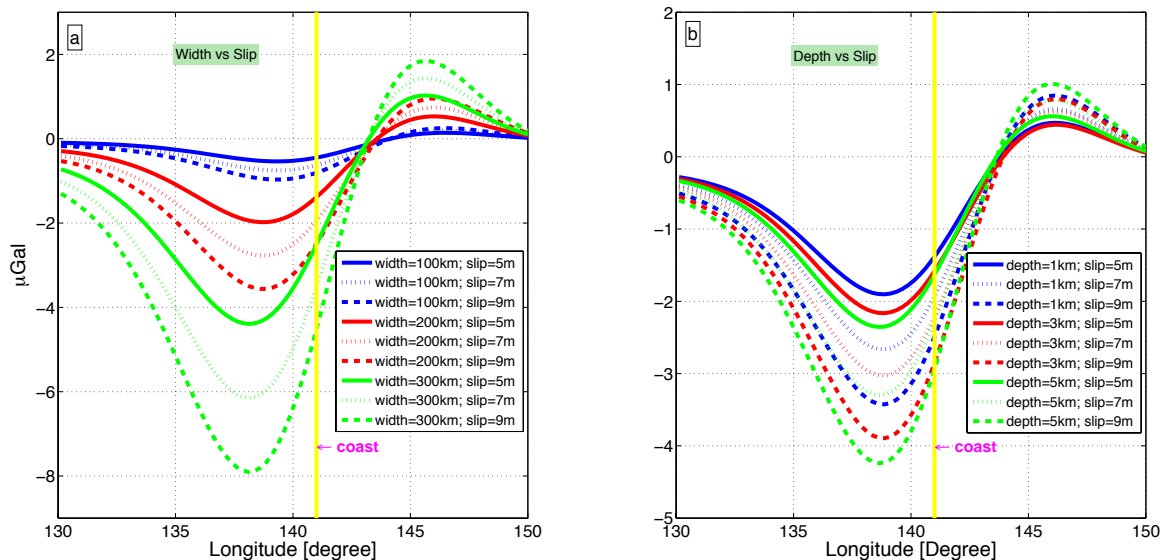 a
Width vs Slip
2
0
−2
−4
−6
−8
μGal
width=100km; slip=5m
width=100km; slip=7m
width=100km; slip=9m
width=200km; slip=5m
width=200km; slip=7m
width=200km; slip=9m
width=300km; slip=5m
width=300km; slip=7m
width=300km; slip=9m
← coast
130 135 140 145 150
Longitude [degree]
b
Depth vs Slip
2
1
0
−1
−2
−3
−4
−5
depth=1km; slip=5m
depth=1km; slip=7m
depth=1km; slip=9m
depth=3km; slip=5m
depth=3km; slip=7m
depth=3km; slip=9m
depth=5km; slip=5m
depth=5km; slip=7m
depth=5km; slip=9m
← coast
130 135 140 145 150
Longitude [Degree]